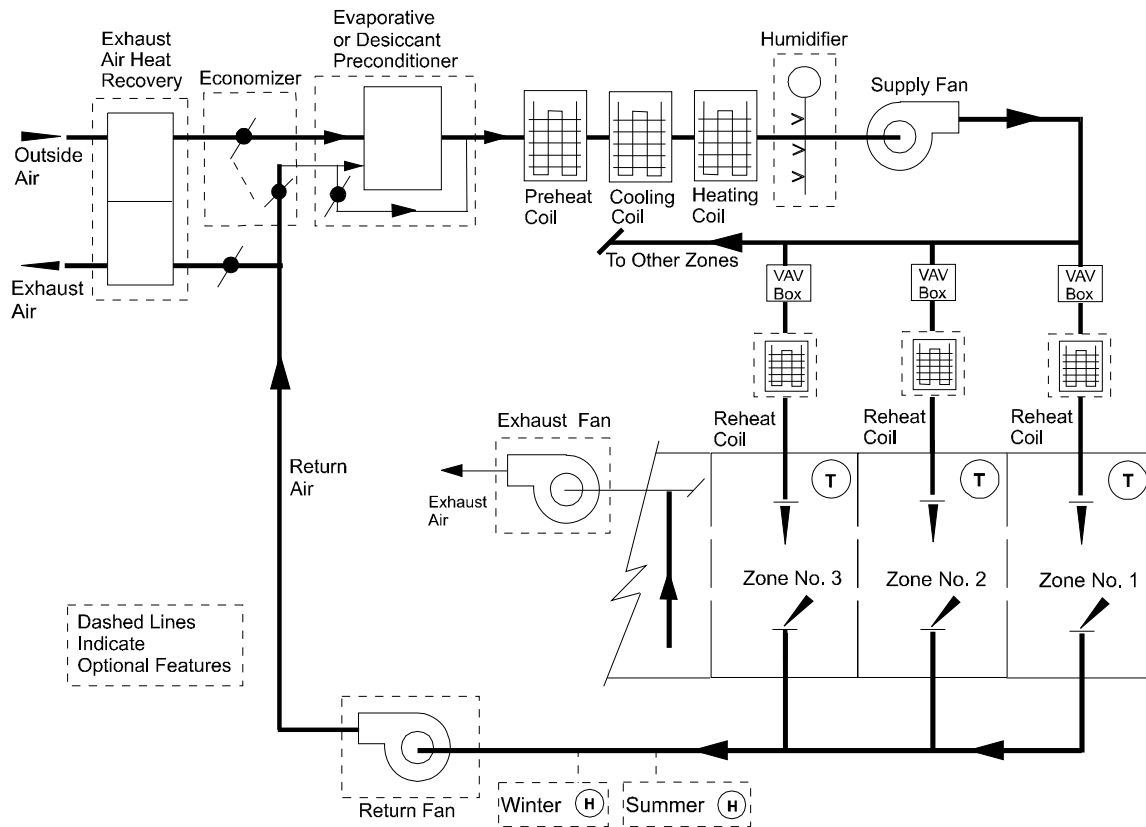 Exhaust
Air Heat
Recovery
Economizer
Evaporative
or Desiccant
Preconditioner
Humidifier
Supply Fan
Outside
Air
Preheat
Coil
Cooling
Coil
Heating
Coil
To Other Zones
Exhaust
Air
VAV
Box
VAV
Box
VAV
Box
Reheat
Coil
Reheat
Coil
Reheat
Coil
Exhaust Fan
Exhaust
Air
Return
Air
T
T
T
Zone No. 3
Zone No. 2
Zone No. 1
Dashed Lines
Indicate
Optional Features
Return Fan
Winter H
Summer H